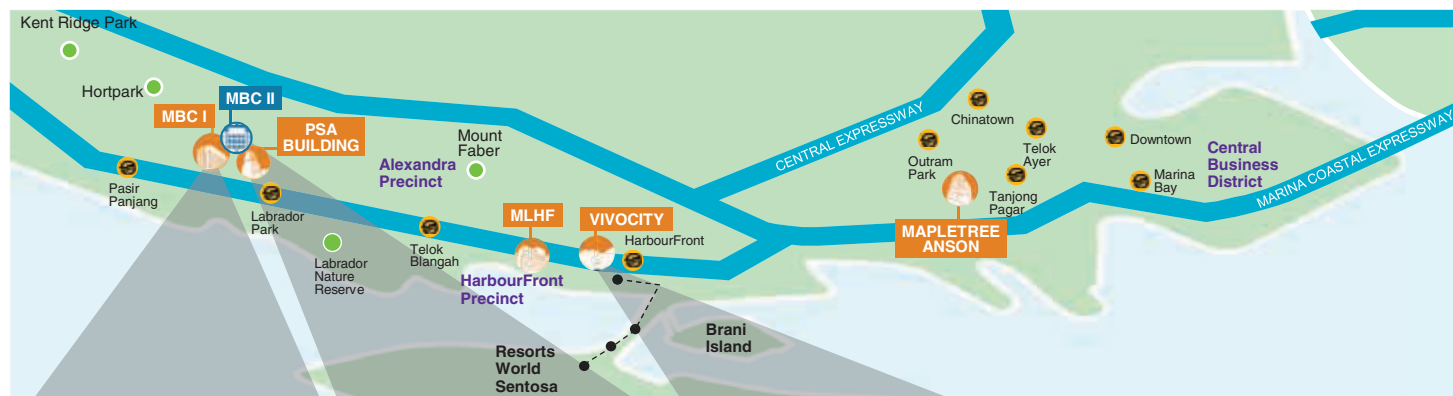 Kent Ridge Park
Hortpark
MBC I
MBC II
PSA
BUILDING
Pasir
Panjang
Labrador
Park
Labrador
Nature
Reserve
Alexandra
Precinct
Mount
Faber
Telok
Blangah
MLHF
VIVOCITY
HarbourFront
HarbourFront
Precinct
Resorts
World
Sentosa
Brani
Island
CENTRAL EXPRESSWAY
Chinatown
Outram
Park
Telok
Ayer
Tanjong
Pagar
MAPLETREE
ANSON
Downtown
Marina
Bay
Central
Business
District
MARINA COASTAL EXPRESSWAY